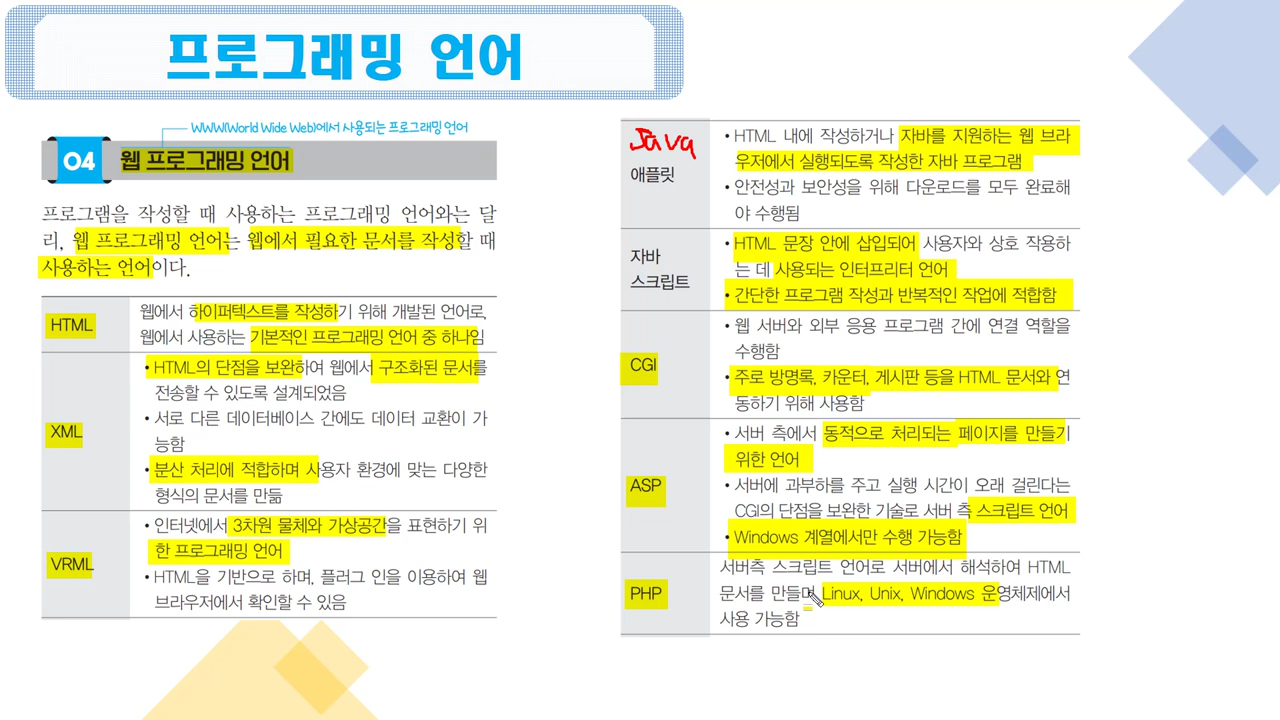 프로그래밍 언어
WWW(World Wide Web)에서 사용되는 프로그래밍 언어
04 웹 프로그래밍 언어
프로그램을 작성할 때 사용하는 프로그래밍 언어와는 달
리, 웹 프로그래밍 언어는 웹에서 필요한 문서를 작성할 때
사용하는 언어이다.
HTML
웹에서 하이퍼텍스트를 작성하기 위해 개발된 언어로,
웹에서 사용하는 기본적인 프로그래밍 언어 중 하나임
XML
• HTML의 단점을 보완하여 웹에서 구조화된 문서를
전송할 수 있도록 설계되었음
• 서로 다른 데이터베이스 간에도 데이터 교환이 가
능함
• 분산 처리에 적합하며 사용자 환경에 맞는 다양한
형식의 문서를 만듦
VRML
• 인터넷에서 3차원 물체와 가상공간을 표현하기 위
한 프로그래밍 언어
• HTML을 기반으로 하며, 플러그 인을 이용하여 웹
브라우저에서 확인할 수 있음
Java
애플릿
• HTML 내에 작성하거나 자바를 지원하는 웹 브라
우저에서 실행되도록 작성한 자바 프로그램
• 안전성과 보안성을 위해 다운로드를 모두 완료해
야 수행됨
자바
스크립트
• HTML 문장 안에 삽입되어 사용자와 상호 작용하
는 데 사용되는 인터프리터 언어
• 간단한 프로그램 작성과 반복적인 작업에 적합함
CGI
• 웹 서버와 외부 응용 프로그램 간에 연결 역할을
수행함
• 주로 방명록, 카운터, 게시판 등을 HTML 문서와 연
동하기 위해 사용함
ASP
• 서버 측에서 동적으로 처리되는 페이지를 만들기
위한 언어
• 서버에 과부하를 주고 실행 시간이 오래 걸린다는
CGI의 단점을 보완한 기술로 서버 측 스크립트 언어
• Windows 계열에서만 수행 가능함
PHP
서버측 스크립트 언어로 서버에서 해석하여 HTML
문서를 만들며 Linux, Unix, Windows 운영체제에서
사용 가능함